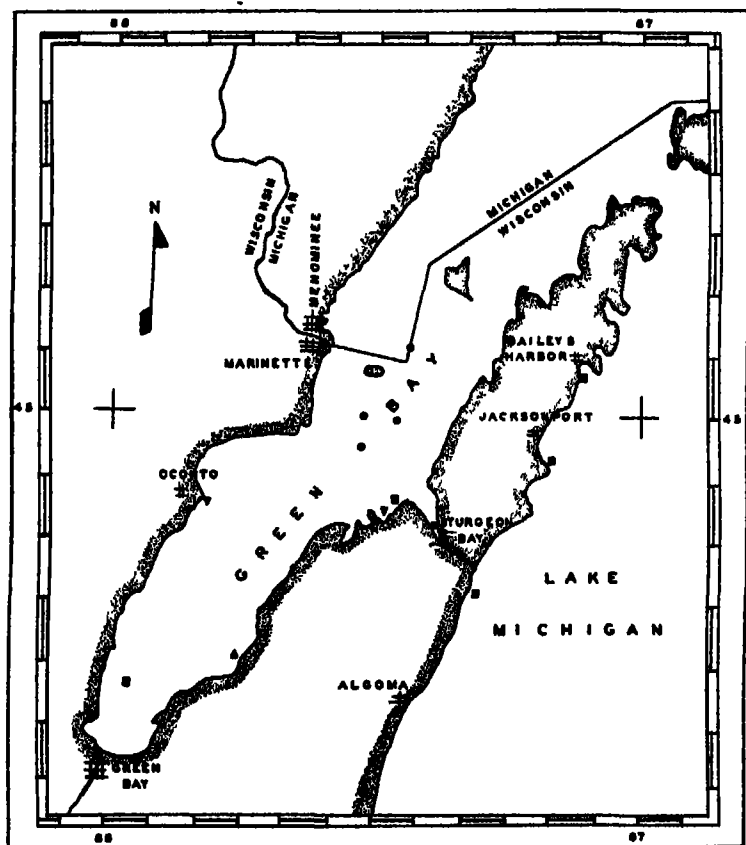 88 87
N
WISCONSIN
MICHIGAN
MENOMINEE
MICHIGAN
WISCONSIN
MARINETTE
BAILEYS
HARBOR
45 45
JACKSONPORT
OCONTO
GREEN BAY
STURGEON
BAY
LAKE
MICHIGAN
ALGOMA
GREEN
BAY
88 87